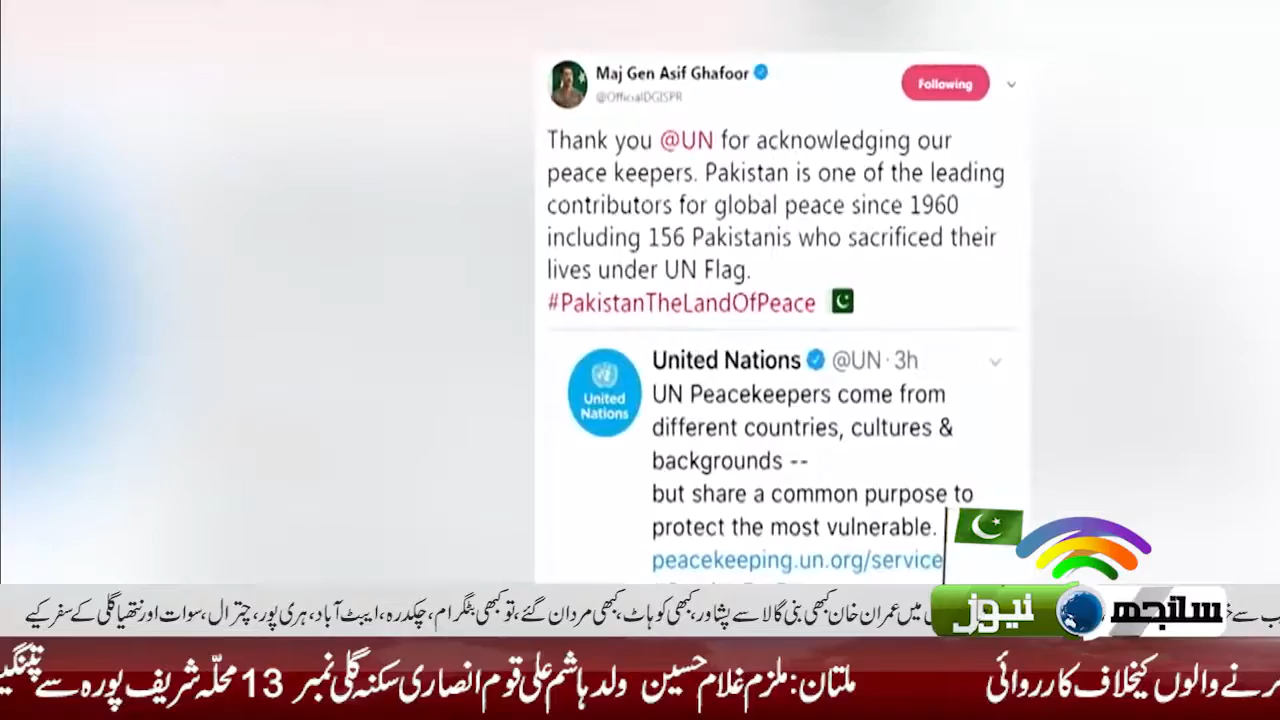 Maj Gen Asif Ghafoor
@OfficialDGISPR
Following
Thank you @UN for acknowledging our
peace keepers. Pakistan is one of the leading
contributors for global peace since 1960
including 156 Pakistanis who sacrificed their
lives under UN Flag.
#PakistanTheLandOfPeace
United Nations @UN · 3h
United
Nations
UN Peacekeepers come from
different countries, cultures &
backgrounds --
but share a common purpose to
protect the most vulnerable.
peacekeeping.un.org/service
سانجھ نیوز
میں عمران خان کبھی بنی گالا سے پشاور، کبھی کوہاٹ، کبھی مردان گئے، تو کبھی بٹگرام، چکدرہ، ایبٹ آباد، ہری پور، چترال، سوات اور نتھیا گلی کے سفر کیے
رنے والوں کیخلاف کارروائی ملتان: ملزم غلام حسین ولد ہاشم علی قوم انصاری سکنہ گلی نمبر 13 محلّہ شریف پورہ سے